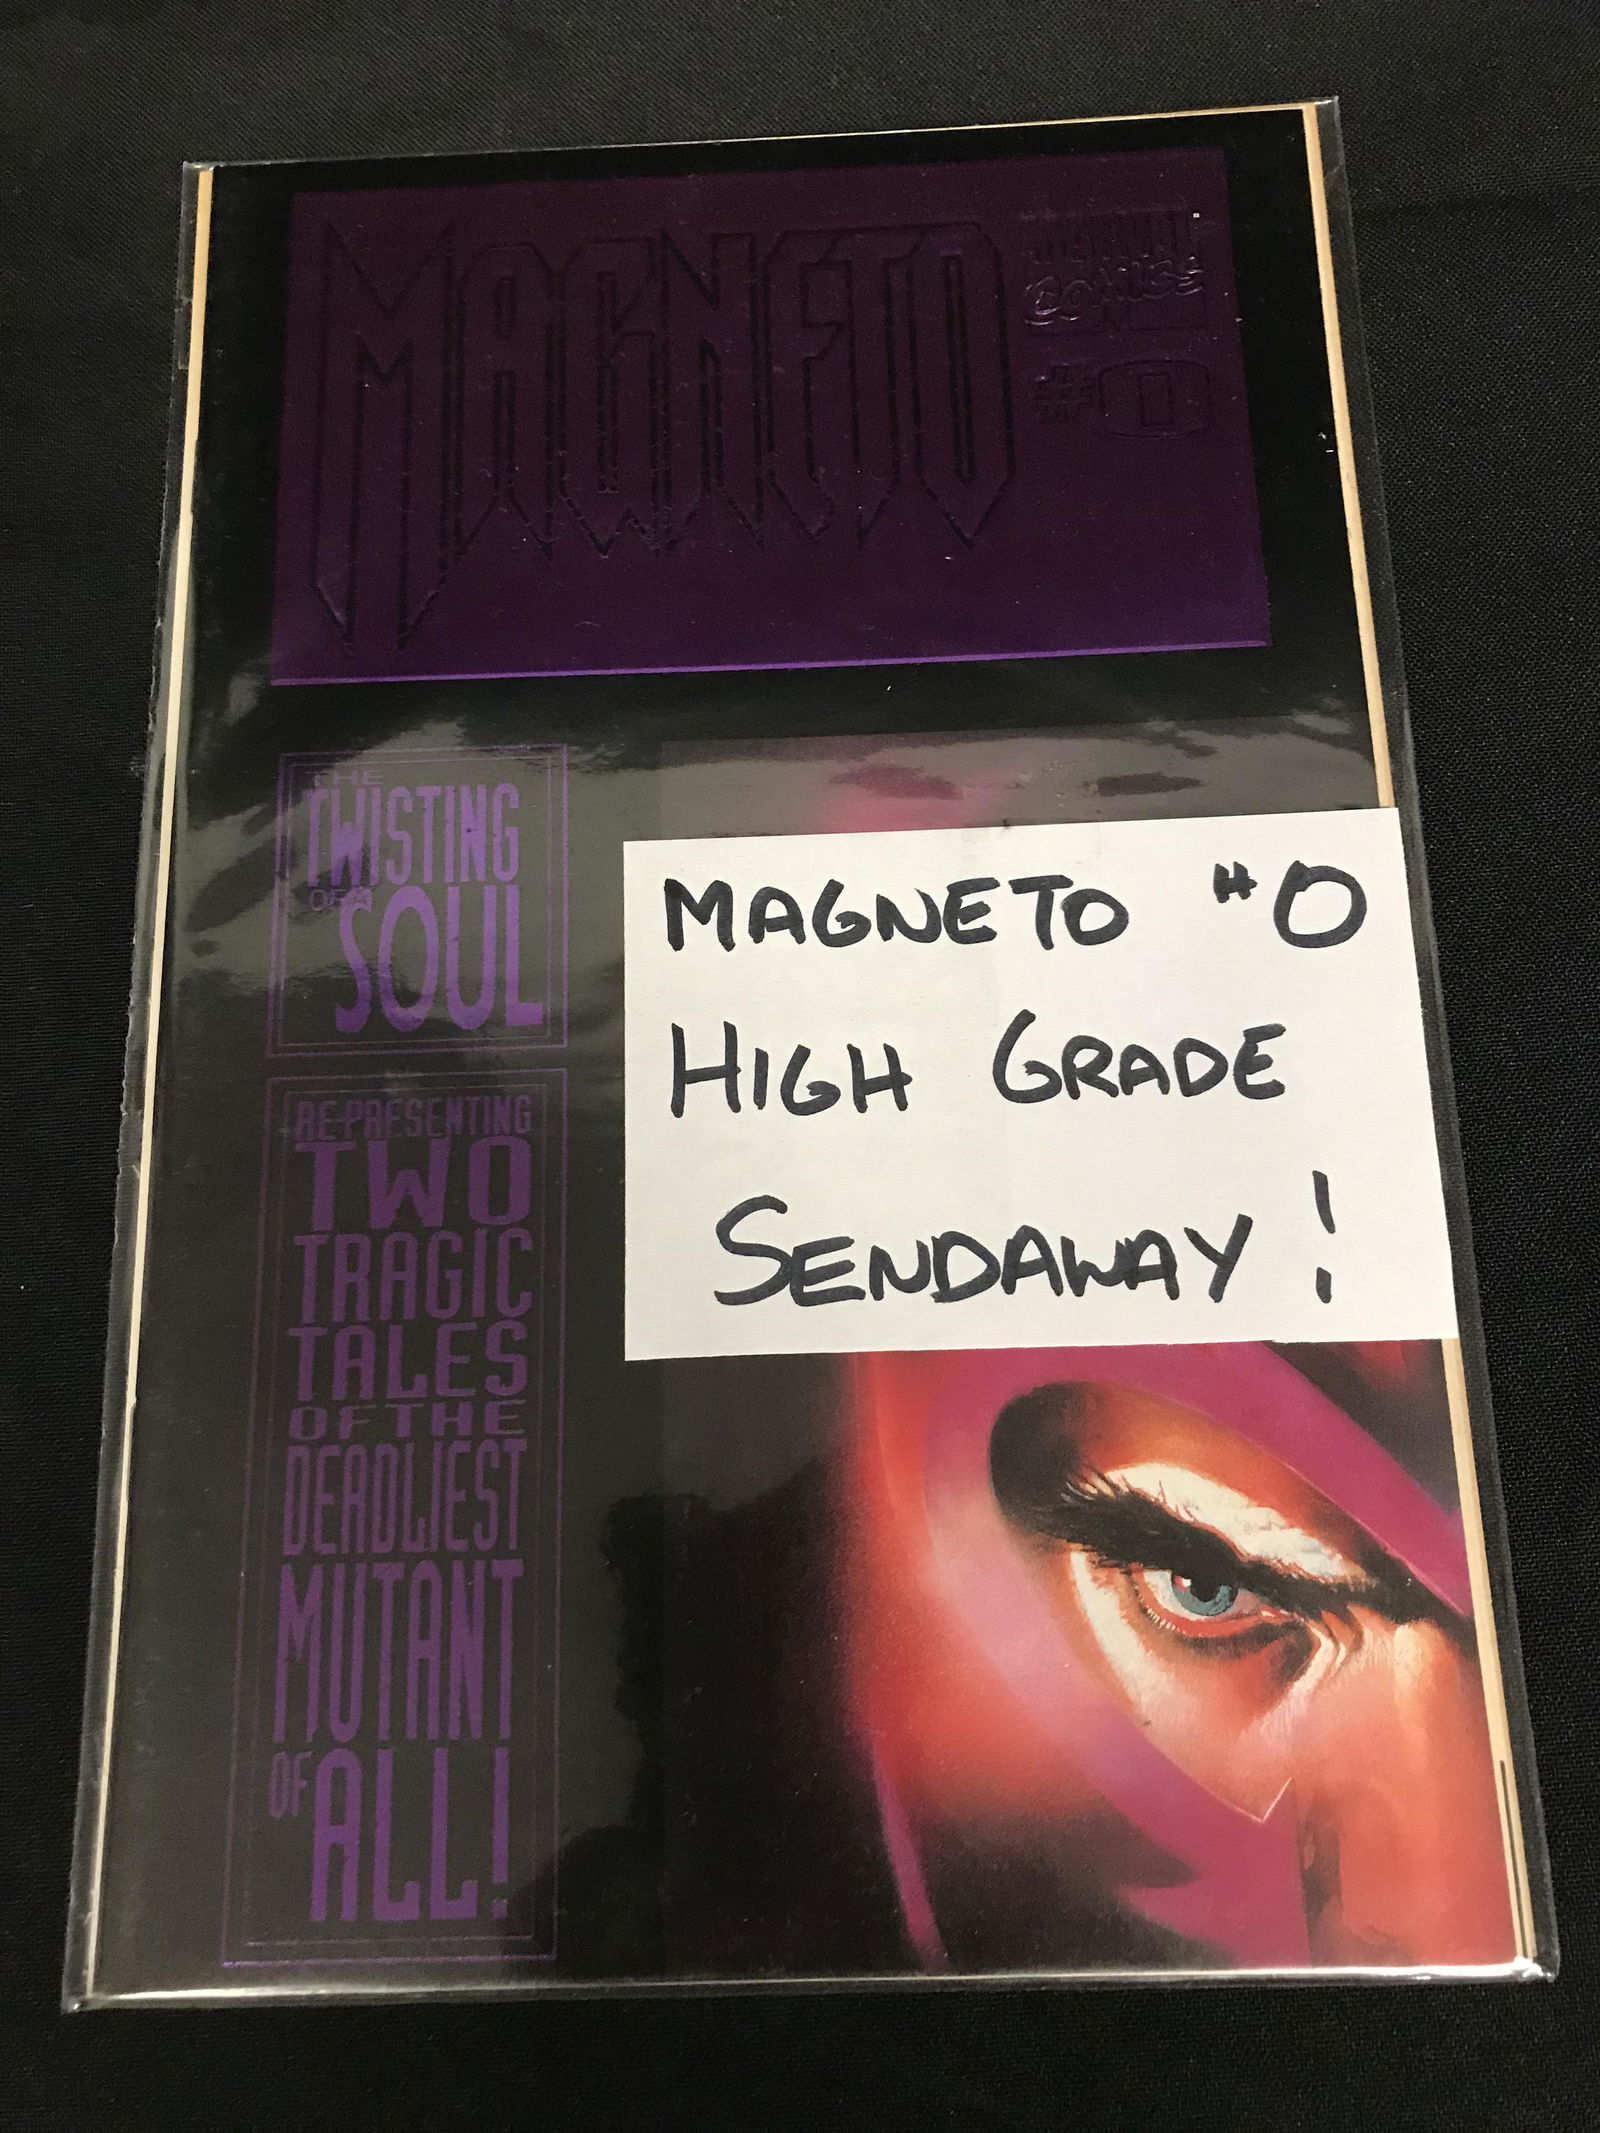 MAGNETO
MARVEL
COMICS
#0
THE
TWISTING
OF A
SOUL
RE-PRESENTING
TWO
TRAGIC
TALES
OF THE
DEADLIEST
MUTANT
OF ALL!
MAGNETO #0
HIGH GRADE
SENDAWAY!